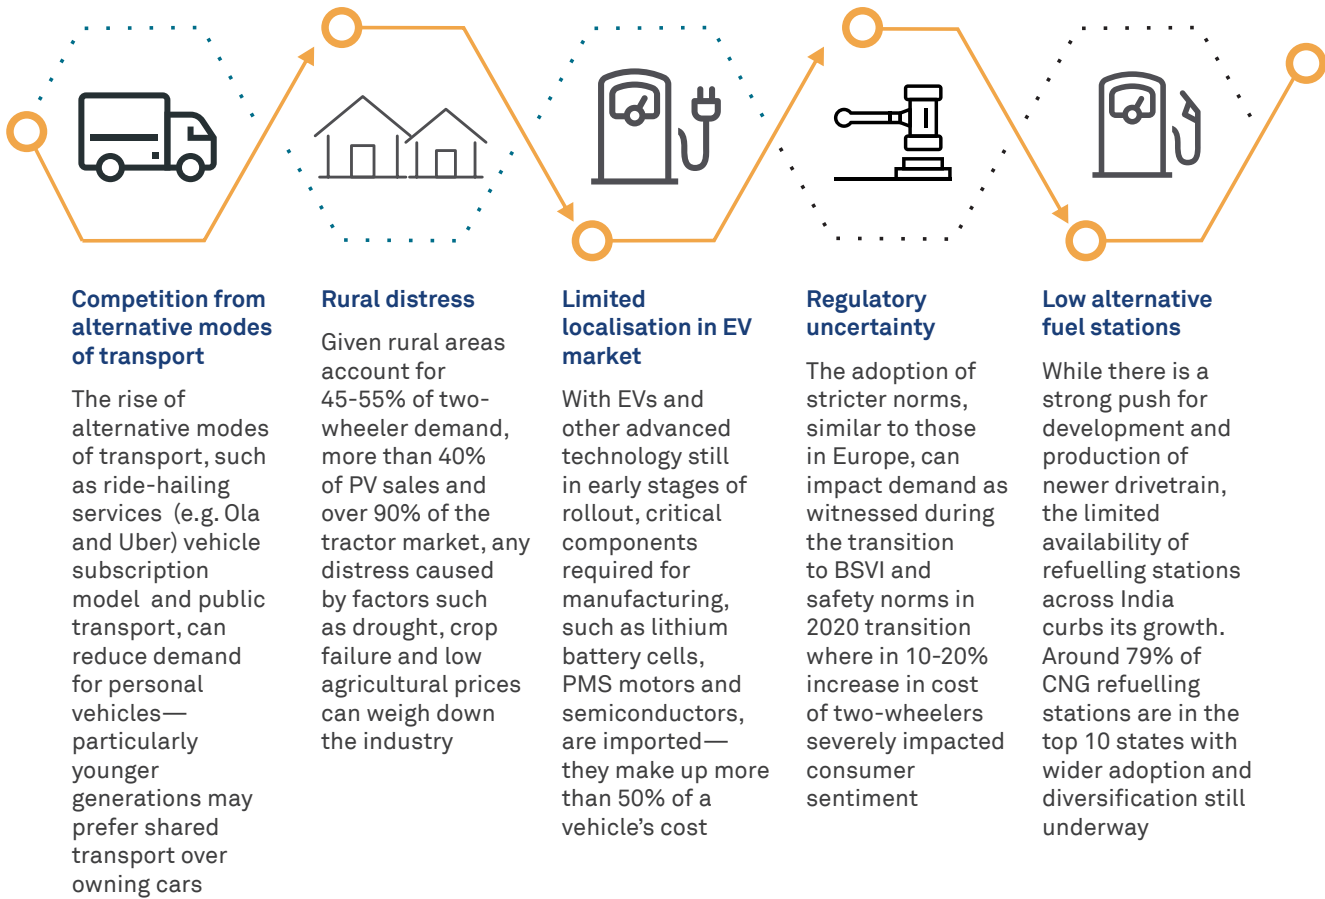 Competition from
alternative modes
of transport
The rise of
alternative modes
of transport, such
as ride-hailing
services (e.g. Ola
and Uber) vehicle
subscription
model and public
transport, can
reduce demand
for personal
vehicles—
particularly
younger
generations may
prefer shared
transport over
owning cars
Rural distress
Given rural areas
account for
45-55% of two-
wheeler demand,
more than 40%
of PV sales and
over 90% of the
tractor market, any
distress caused
by factors such
as drought, crop
failure and low
agricultural prices
can weigh down
the industry
Limited
localisation in EV
market
With EVs and
other advanced
technology still
in early stages of
rollout, critical
components
required for
manufacturing,
such as lithium
battery cells,
PMS motors and
semiconductors,
are imported—
they make up more
than 50% of a
vehicle's cost
Regulatory
uncertainty
The adoption of
stricter norms,
similar to those
in Europe, can
impact demand as
witnessed during
the transition
to BSVI and
safety norms in
2020 transition
where in 10-20%
increase in cost
of two-wheelers
severely impacted
consumer
sentiment
Low alternative
fuel stations
While there is a
strong push for
development and
production of
newer drivetrain,
the limited
availability of
refuelling stations
across India
curbs its growth.
Around 79% of
CNG refuelling
stations are in the
top 10 states with
wider adoption and
diversification still
underway